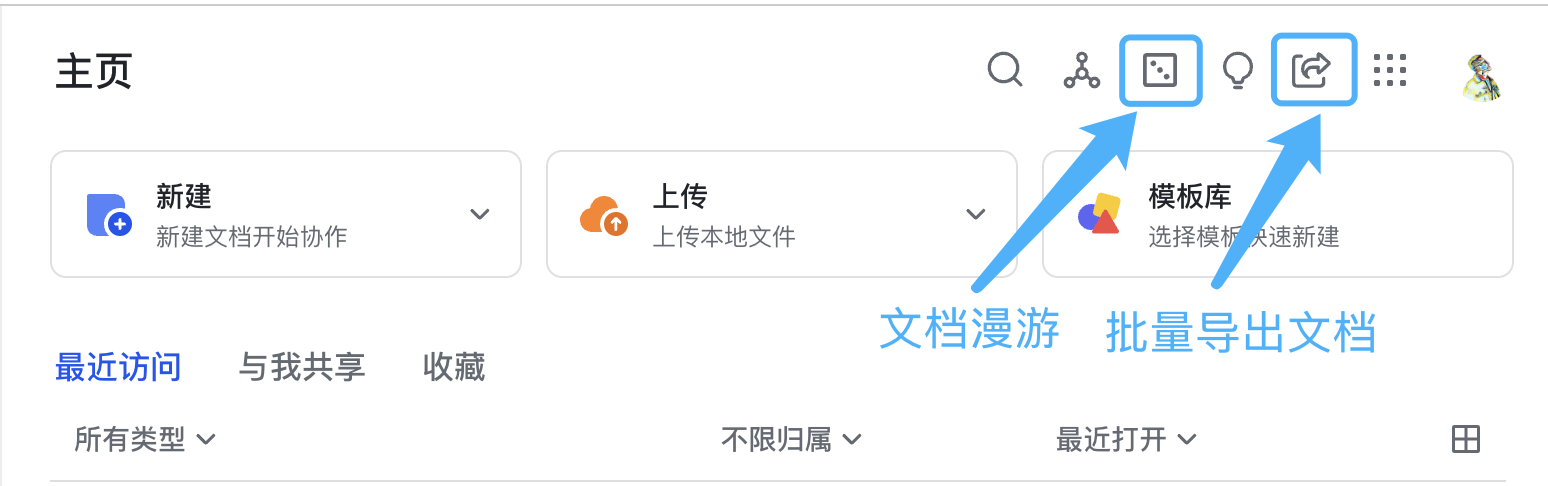 主页
新建
新建文档开始协作
上传
上传本地文件
模板库
选择模板快速新建
文档漫游
批量导出文档
最近访问
与我共享
收藏
所有类型
不限归属
最近打开